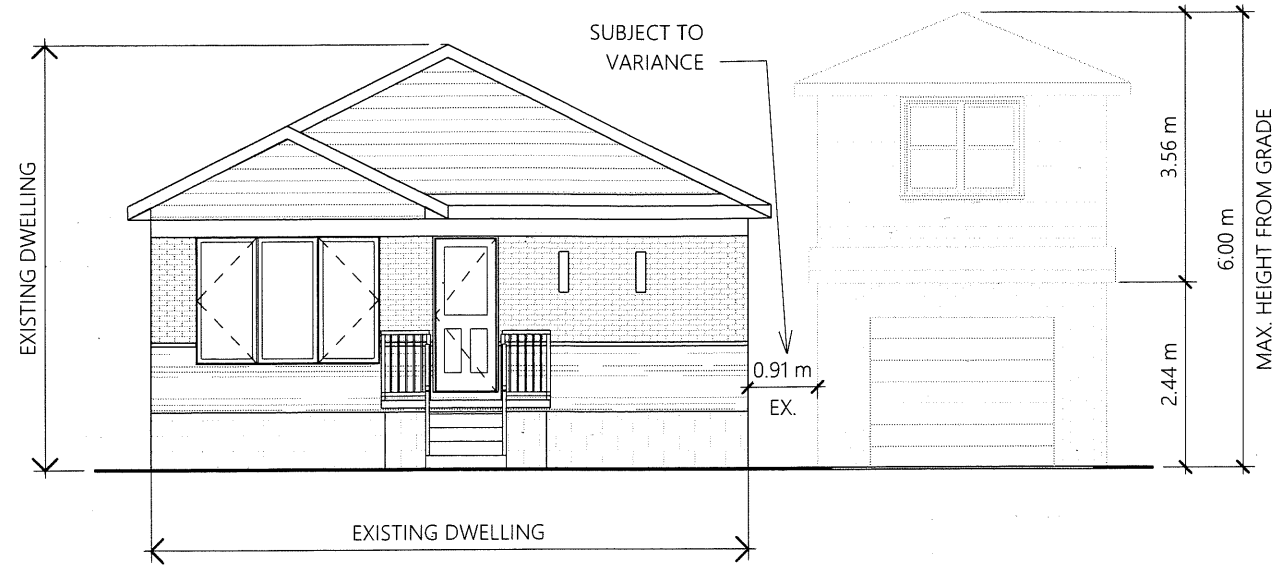 SUBJECT TO
VARIANCE
EXISTING DWELLING
3.56 m
6.00 m
MAX. HEIGHT FROM GRADE
0.91 m
EX.
2.44 m
EXISTING DWELLING